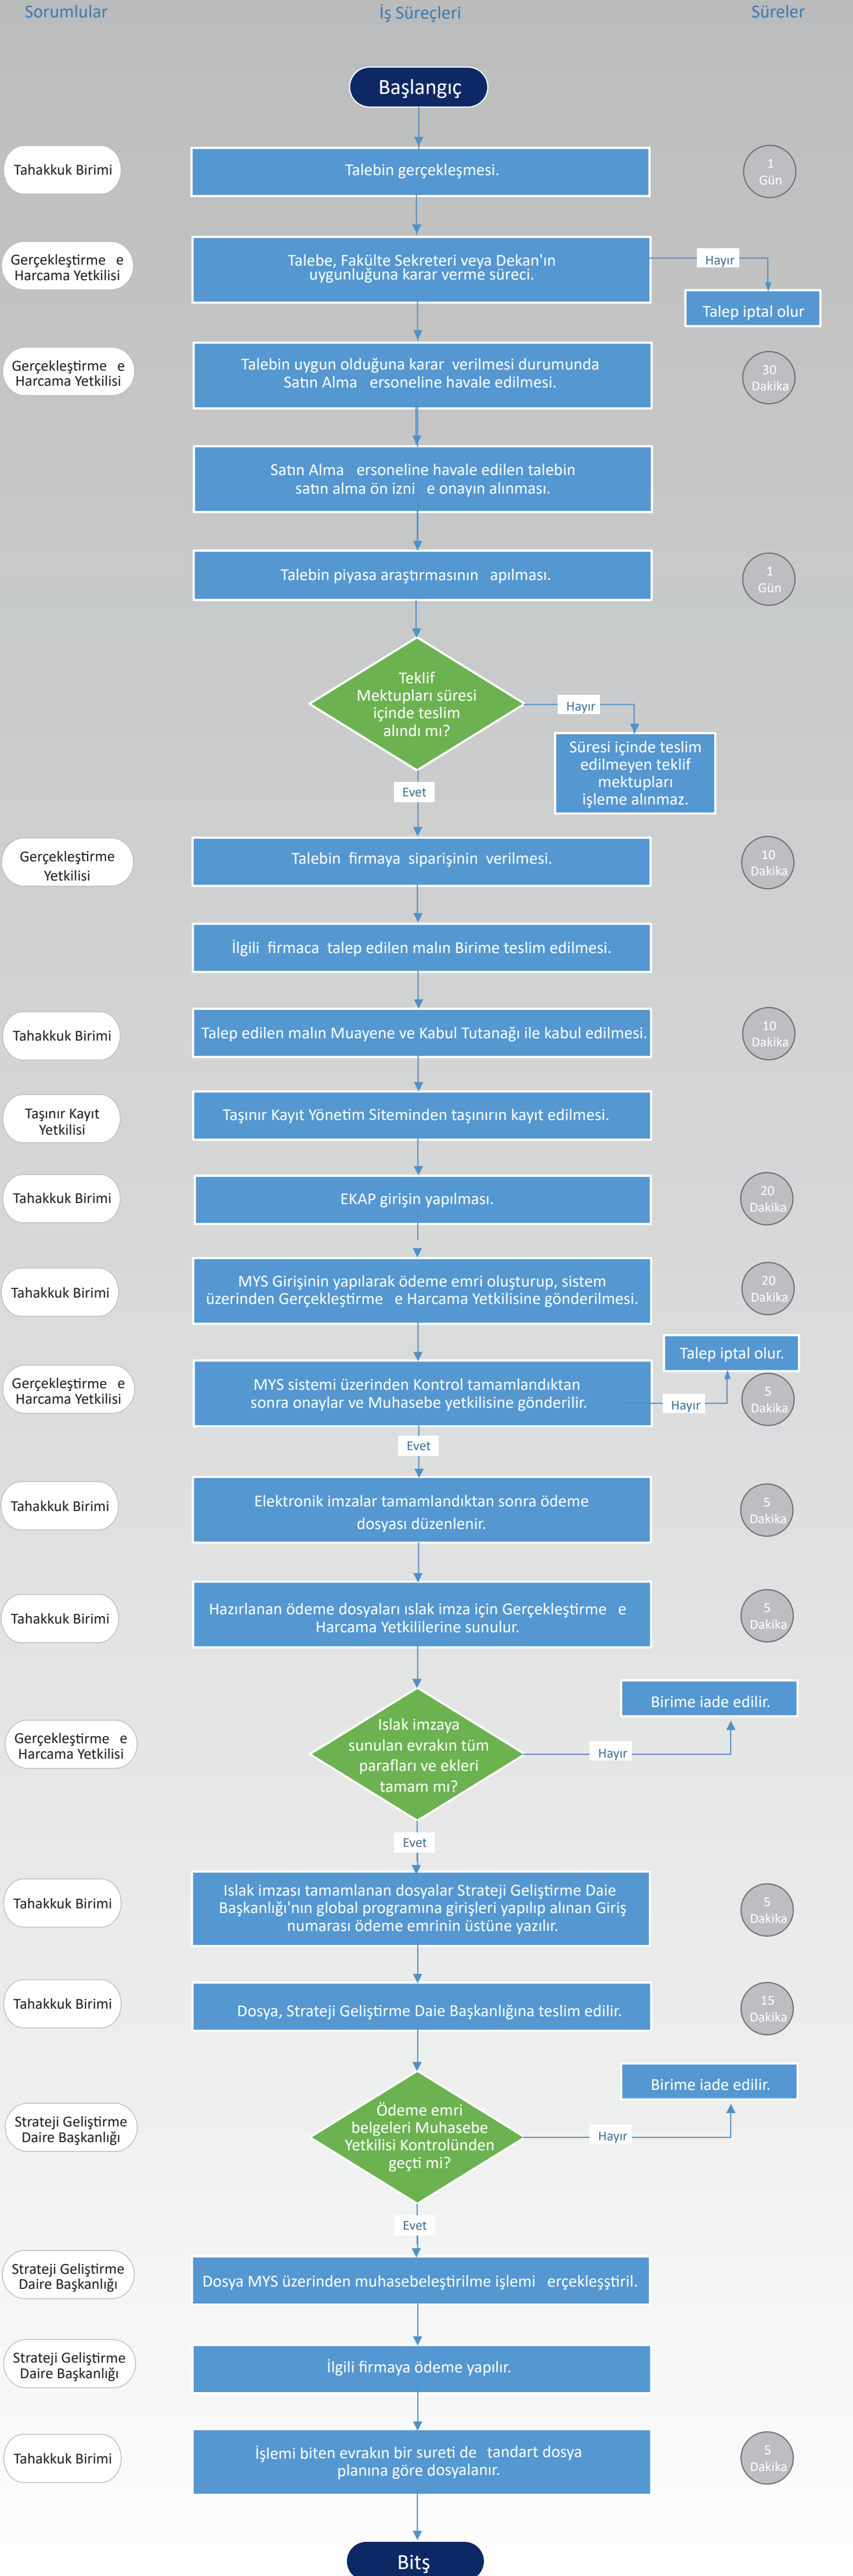 Sorumlular
İş Süreçleri
Süreler
Başlangıç
Tahakkuk Birimi
Talebin gerçekleşmesi.
1
Gün
Gerçekleştirme e
Harcama Yetkilisi
Talebe, Fakülte Sekreteri veya Dekan'ın
uygunluğuna karar verme süreci.
Hayır
Talep iptal olur
Gerçekleştirme e
Harcama Yetkilisi
Talebin uygun olduğuna karar verilmesi durumunda
Satın Alma ersoneline havale edilmesi.
30
Dakika
Satın Alma ersoneline havale edilen talebin
satın alma ön izni e onayın alınması.
Talebin piyasa araştırmasının apılması.
1
Gün
Teklif
Mektupları süresi
içinde teslim
alındı mı?
Hayır
Süresi içinde teslim
edilmeyen teklif
mektupları
işleme alınmaz.
Evet
Gerçekleştirme
Yetkilisi
Talebin firmaya siparişinin verilmesi.
10
Dakika
İlgili firmaca talep edilen malın Birime teslim edilmesi.
Tahakkuk Birimi
Talep edilen malın Muayene ve Kabul Tutanağı ile kabul edilmesi.
10
Dakika
Taşınır Kayıt
Yetkilisi
Taşınır Kayıt Yönetim Siteminden taşınırın kayıt edilmesi.
Tahakkuk Birimi
EKAP girişin yapılması.
20
Dakika
Tahakkuk Birimi
MYS Girişinin yapılarak ödeme emri oluşturup, sistem
üzerinden Gerçekleştirme e Harcama Yetkilisine gönderilmesi.
20
Dakika
Talep iptal olur.
Gerçekleştirme e
Harcama Yetkilisi
MYS sistemi üzerinden Kontrol tamamlandıktan
sonra onaylar ve Muhasebe yetkilisine gönderilir.
Hayır
5
Dakika
Evet
Tahakkuk Birimi
Elektronik imzalar tamamlandıktan sonra ödeme
dosyası düzenlenir.
5
Dakika
Tahakkuk Birimi
Hazırlanan ödeme dosyaları ıslak imza için Gerçekleştirme e
Harcama Yetkililerine sunulur.
5
Dakika
Birime iade edilir.
Gerçekleştirme e
Harcama Yetkilisi
Islak imzaya
sunulan evrakın tüm
parafları ve ekleri
tamam mı?
Hayır
Evet
Tahakkuk Birimi
Islak imzası tamamlanan dosyalar Strateji Geliştirme Daie
Başkanlığı'nın global programına girişleri yapılıp alınan Giriş
numarası ödeme emrinin üstüne yazılır.
5
Dakika
Tahakkuk Birimi
Dosya, Strateji Geliştirme Daie Başkanlığına teslim edilir.
15
Dakika
Birime iade edilir.
Strateji Geliştirme
Daire Başkanlığı
Ödeme emri
belgeleri Muhasebe
Yetkilisi Kontrolünden
geçti mi?
Hayır
Evet
Strateji Geliştirme
Daire Başkanlığı
Dosya MYS üzerinden muhasebeleştirilme işlemi erçekleşştiril.
Strateji Geliştirme
Daire Başkanlığı
İlgili firmaya ödeme yapılır.
Tahakkuk Birimi
İşlemi biten evrakın bir sureti de tandart dosya
planına göre dosyalanır.
5
Dakika
Bitş